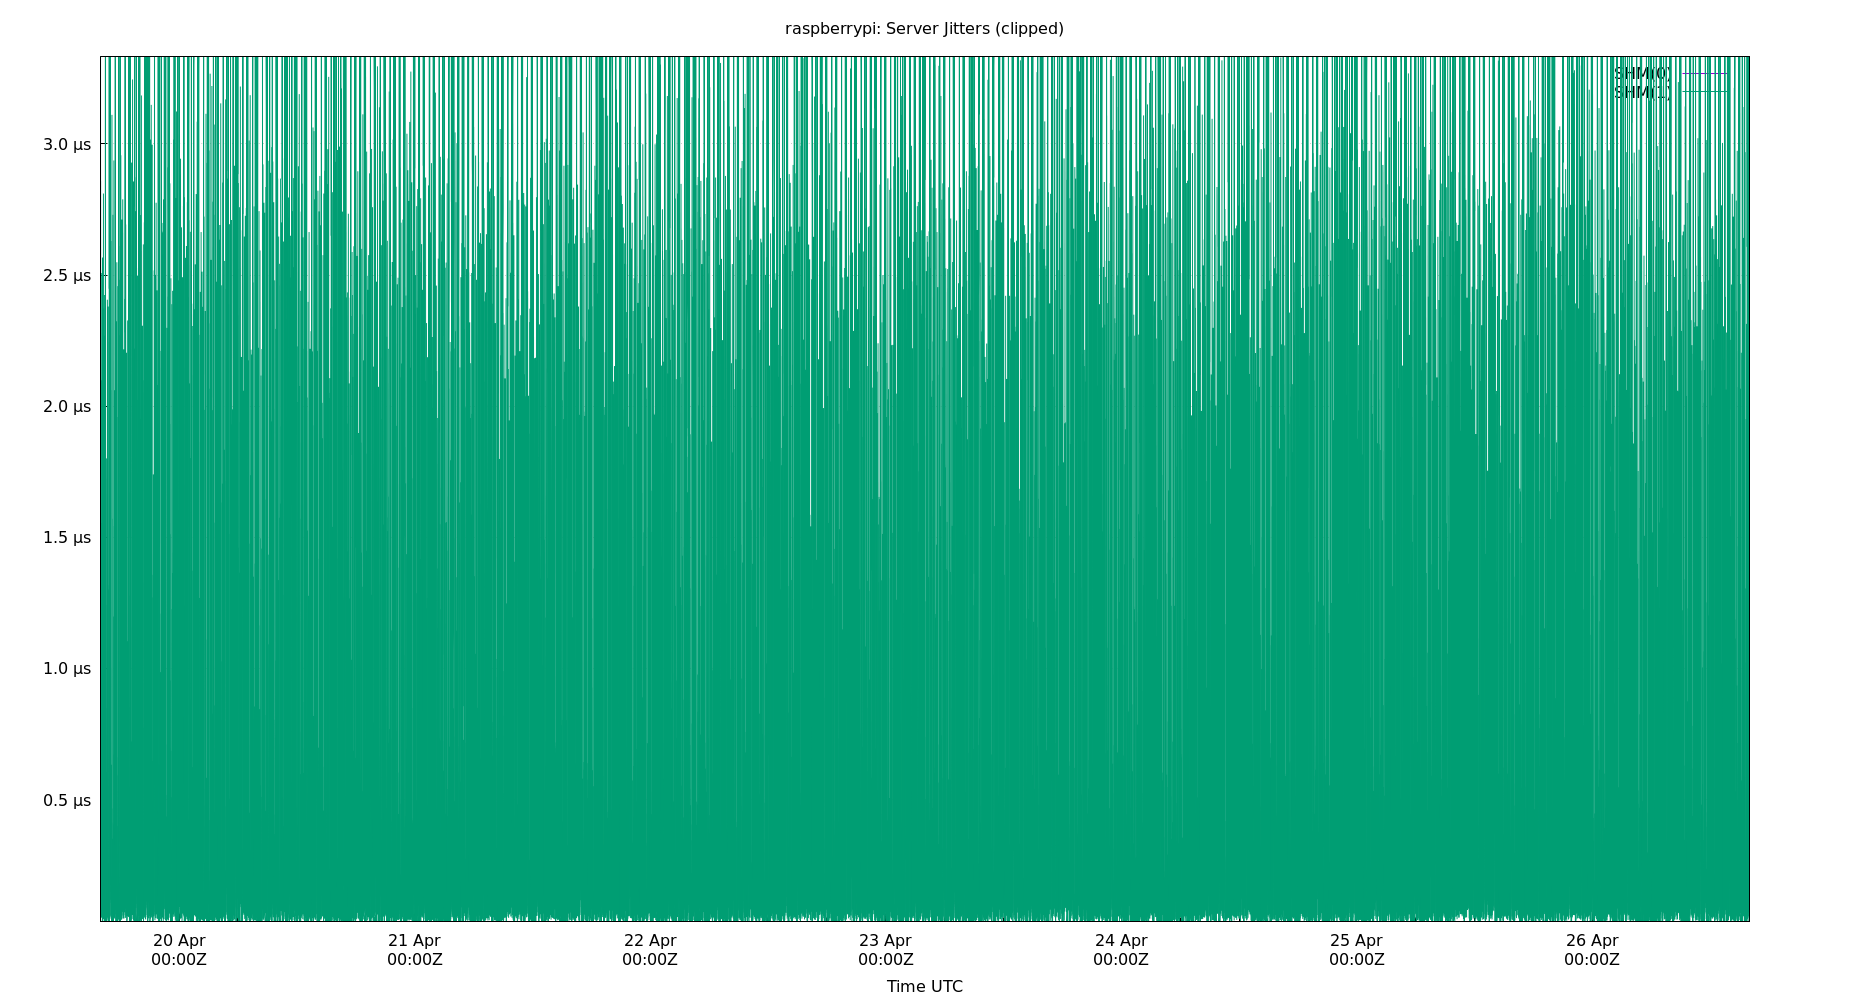 raspberrypi: Server Jitters (clipped)
SHM(0)
SHM(1)
3.0 μs
2.5 μs
2.0 μs
1.5 μs
1.0 μs
0.5 μs
20 Apr
00:00Z
21 Apr
00:00Z
22 Apr
00:00Z
23 Apr
00:00Z
24 Apr
00:00Z
25 Apr
00:00Z
26 Apr
00:00Z
Time UTC